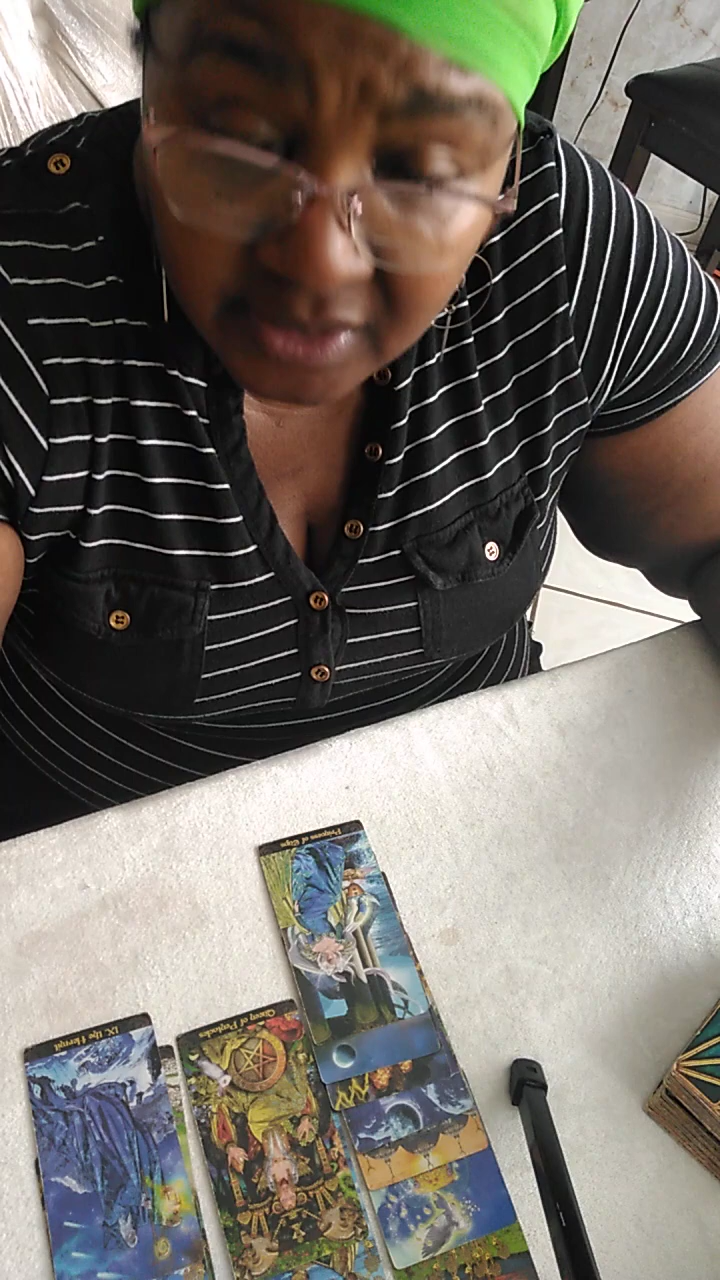 Princess of Cups
Queen of Pentacles
IX. The Hermit